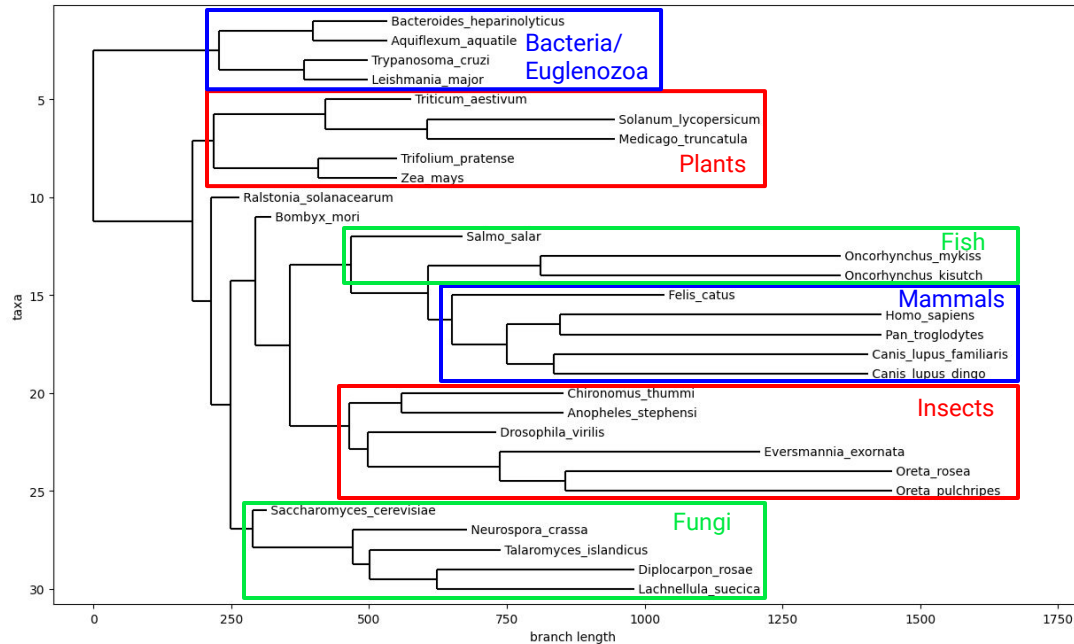 Bacteroides_heparinolyticus
Aquiflexum_aquatile
Bacteria/
Euglenozoa
Trypanosoma_cruzi
Leishmania_major
5
Triticum_aestivum
Solanum_lycopersicum
Medicago_truncatula
Trifolium_pratense
Plants
Zea_mays
10
Ralstonia_solanacearum
Bombyx_mori
Salmo_salar
Fish
Oncorhynchus_mykiss
Oncorhynchus_kisutch
15
Felis_catus
Mammals
Homo_sapiens
Pan_troglodytes
Canis_lupus_familiaris
Canis_lupus_dingo
taxa
20
Chironomus_thummi
Insects
Anopheles_stephensi
Drosophila_virilis
Eversmannia_exornata
Oreta_rosea
25
Oreta_pulchripes
Saccharomyces_cerevisiae
Fungi
Neurospora_crassa
Talaromyces_islandicus
Diplocarpon_rosae
30
Lachnellula_suecica
0 250 500 750 1000 1250 1500 1750
branch length